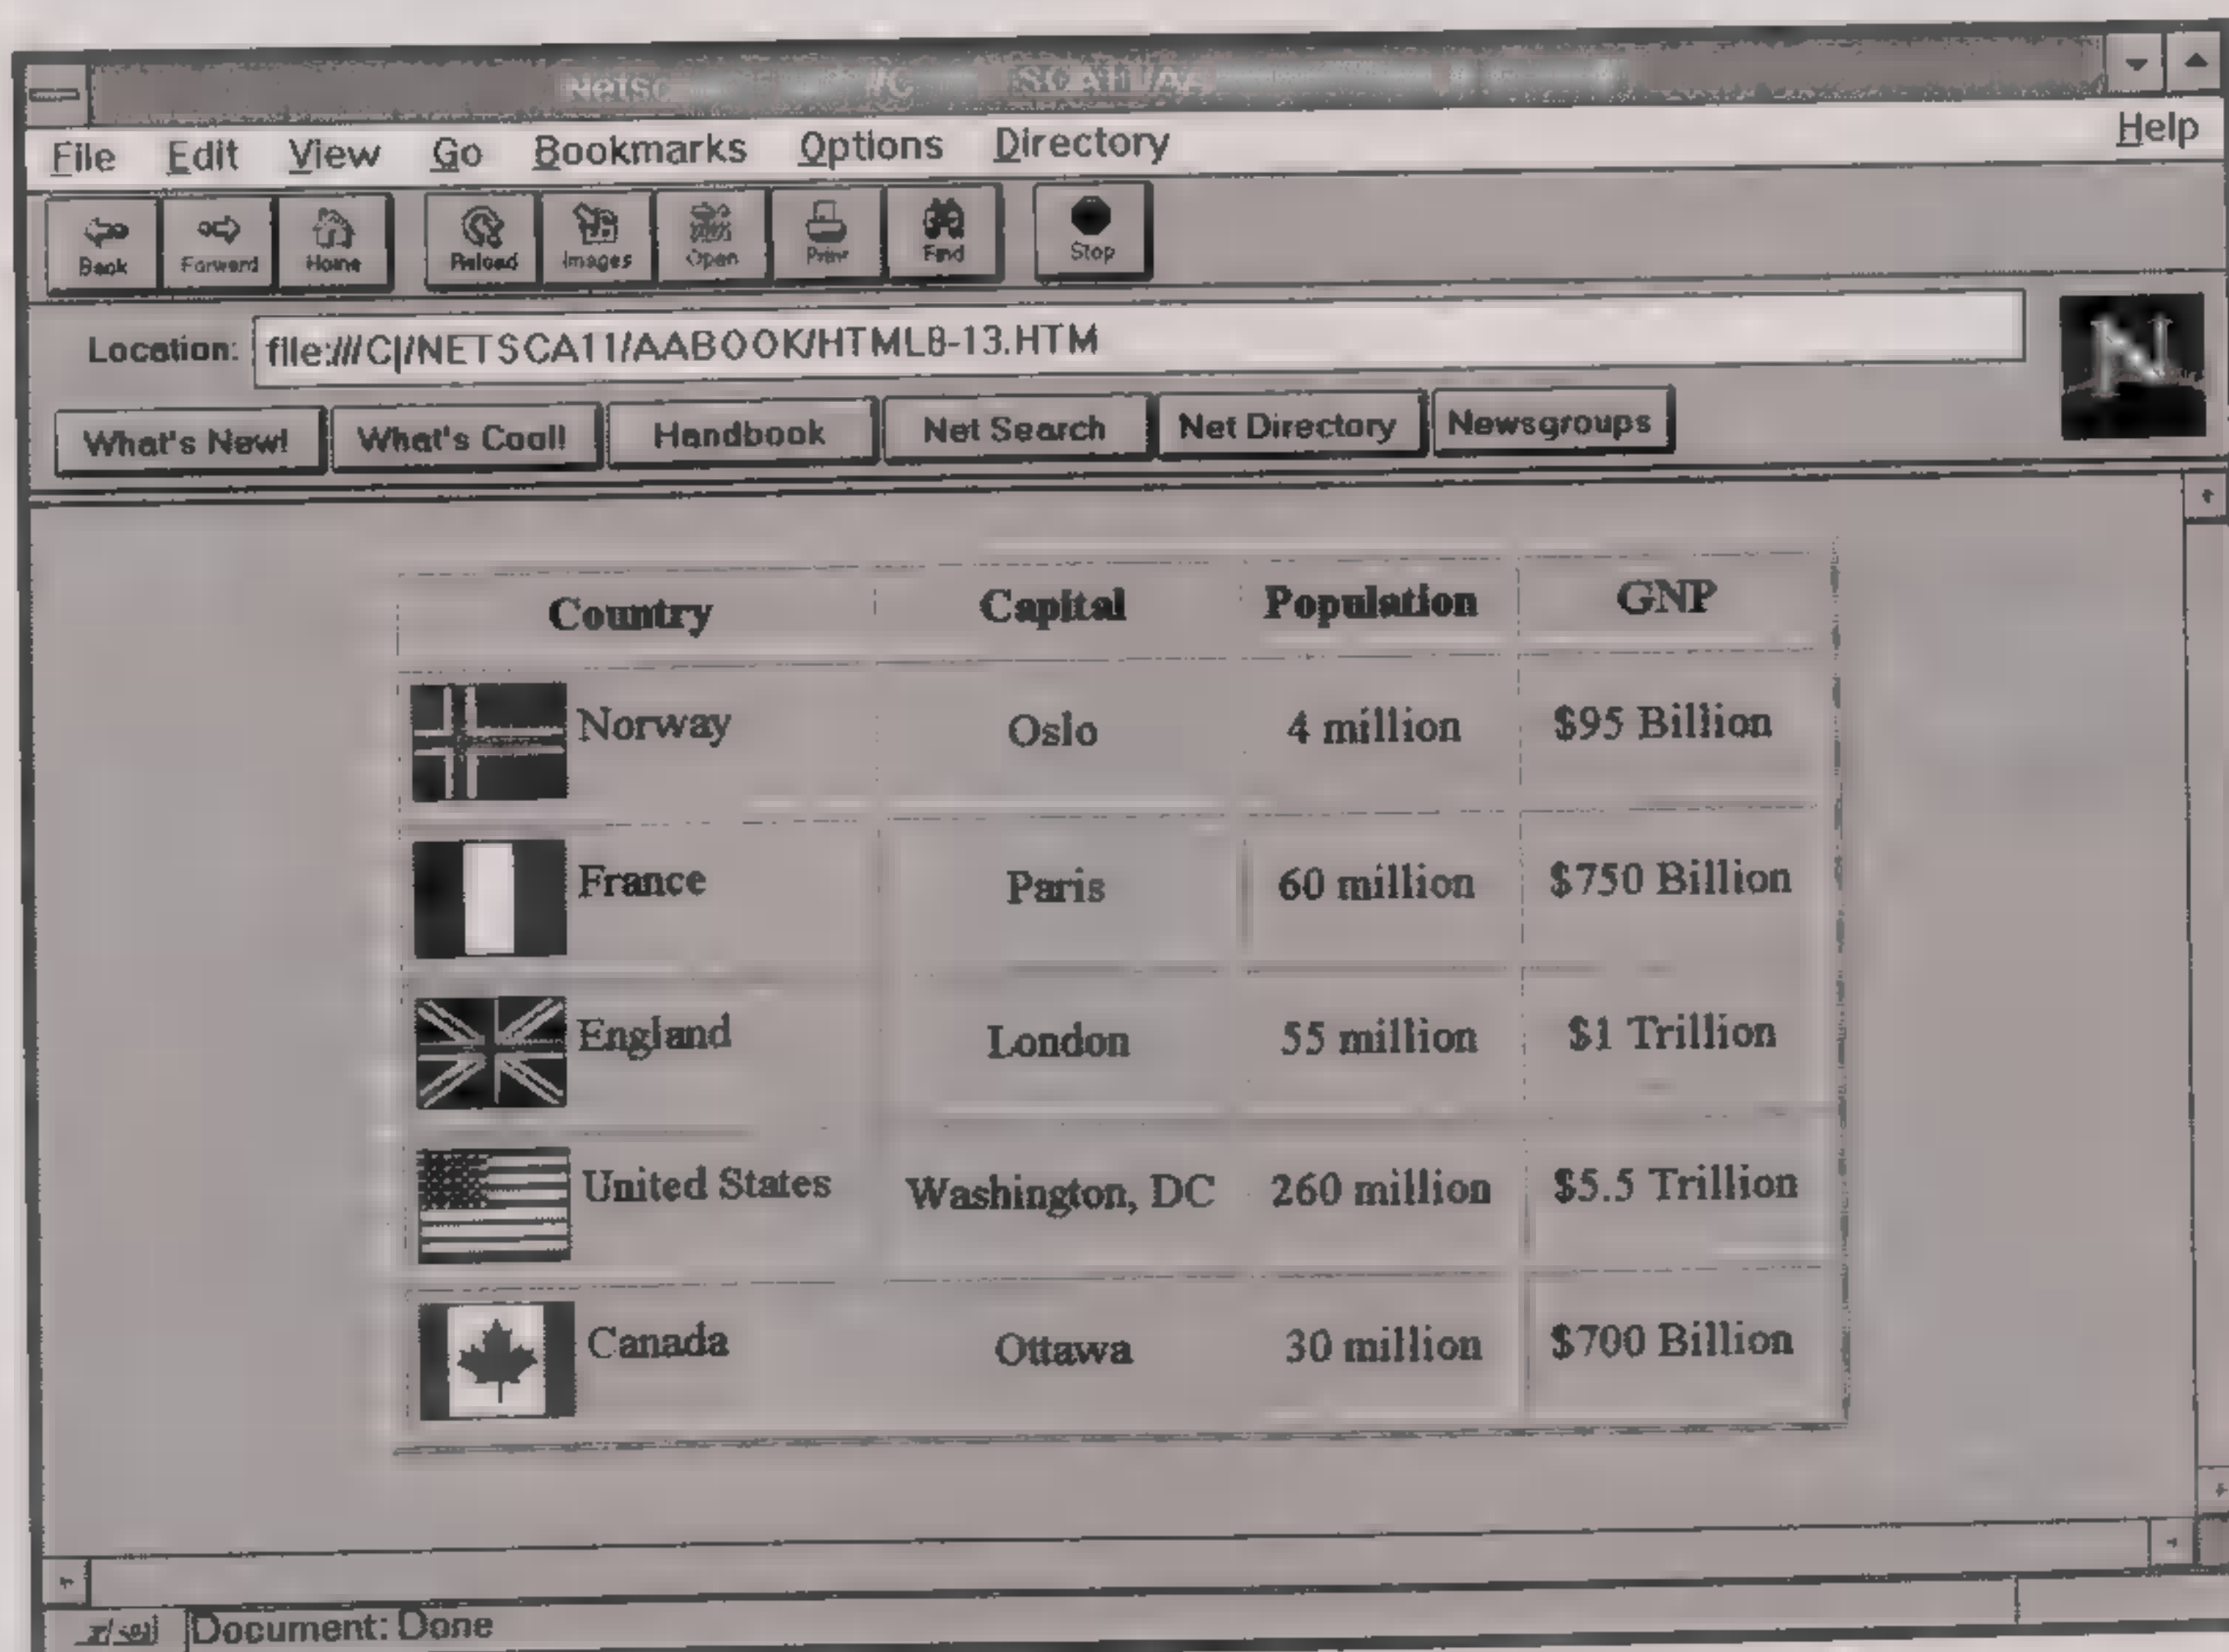 File Edit View Go Bookmarks Options Directory Help
Back Forward Home Reload Images Open Print Find Stop
Location: file:///C|/NETSCA11/AABOOK/HTML8-13.HTM
N
What's New! What's Cool! Handbook Net Search Net Directory Newsgroups
Country Capital Population GNP
Norway Oslo 4 million $95 Billion
France Paris 60 million $750 Billion
England London 55 million $1 Trillion
United States Washington, DC 260 million $5.5 Trillion
Canada Ottawa 30 million $700 Billion
Document: Done